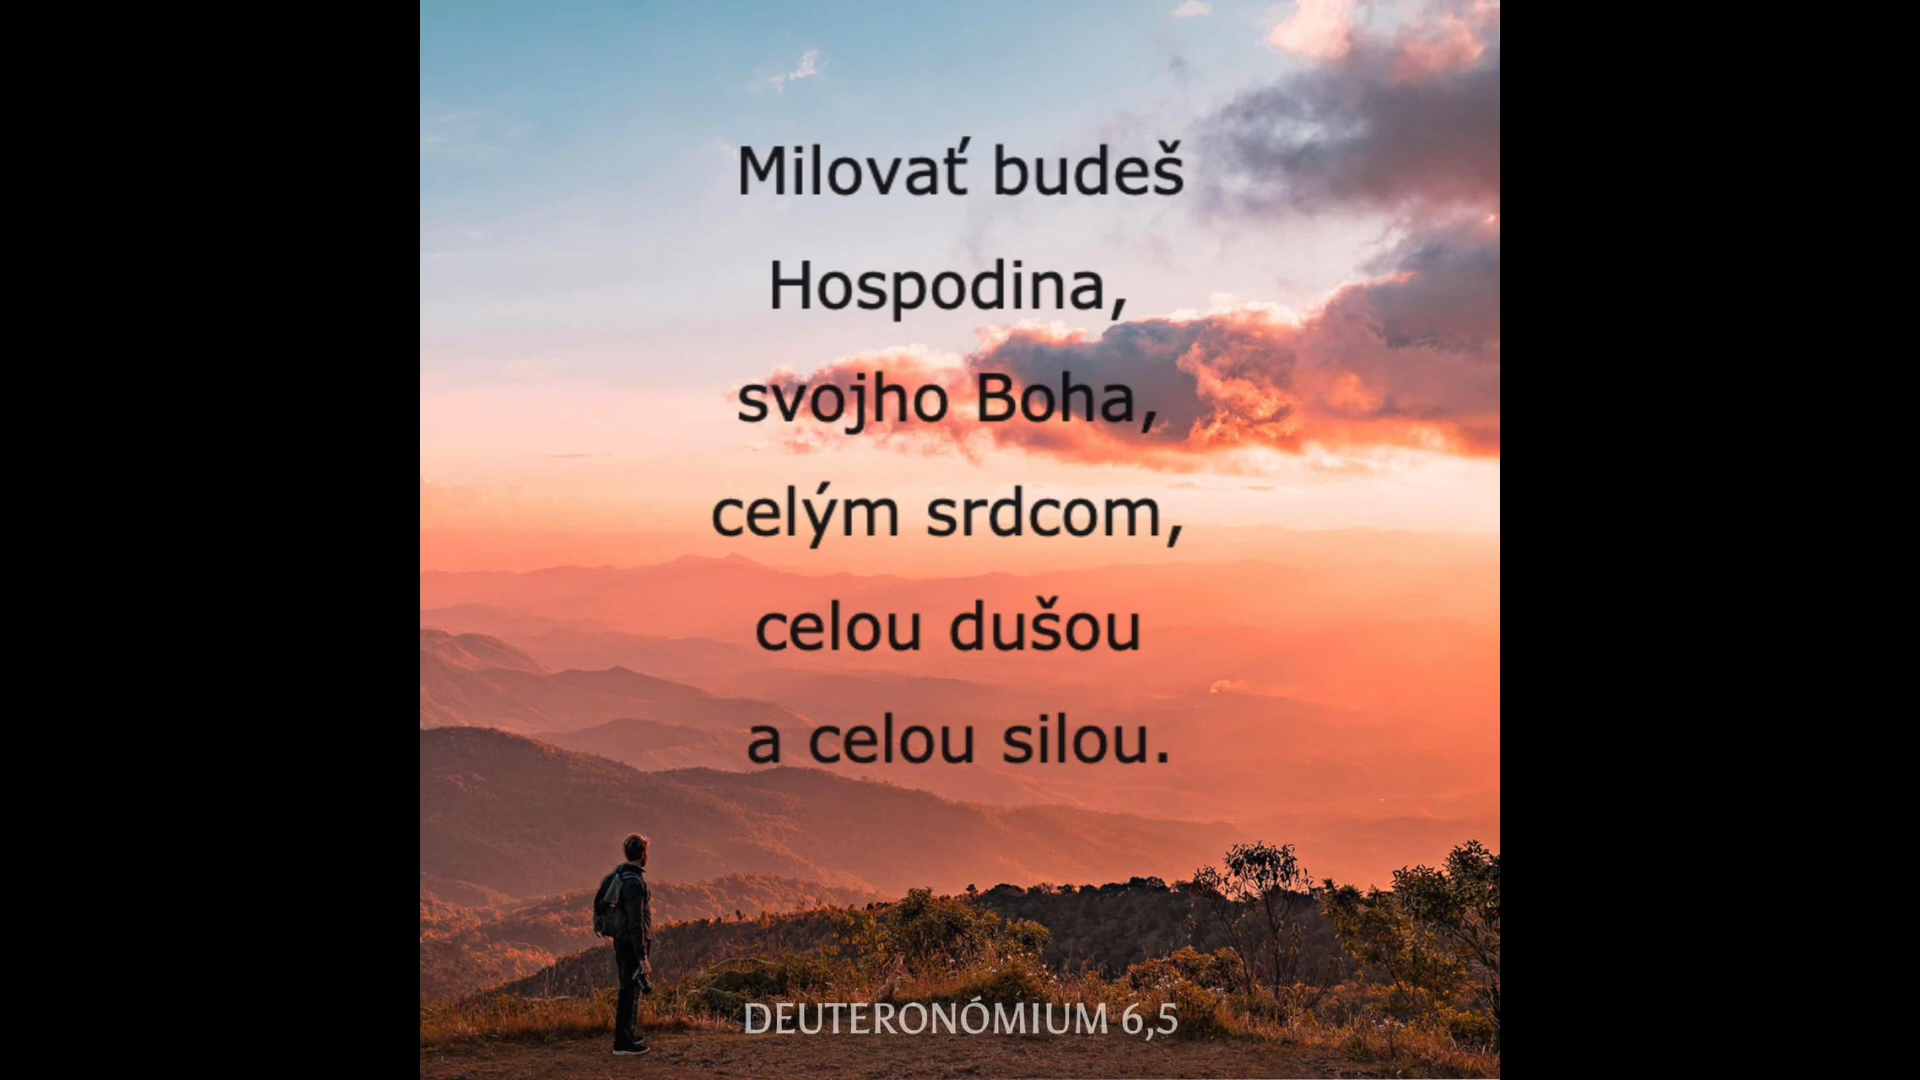 Milovať budeš
Hospodina,
svojho Boha,
celým srdcom,
celou dušou
a celou silou.
DEUTERONÓMIUM 6,5